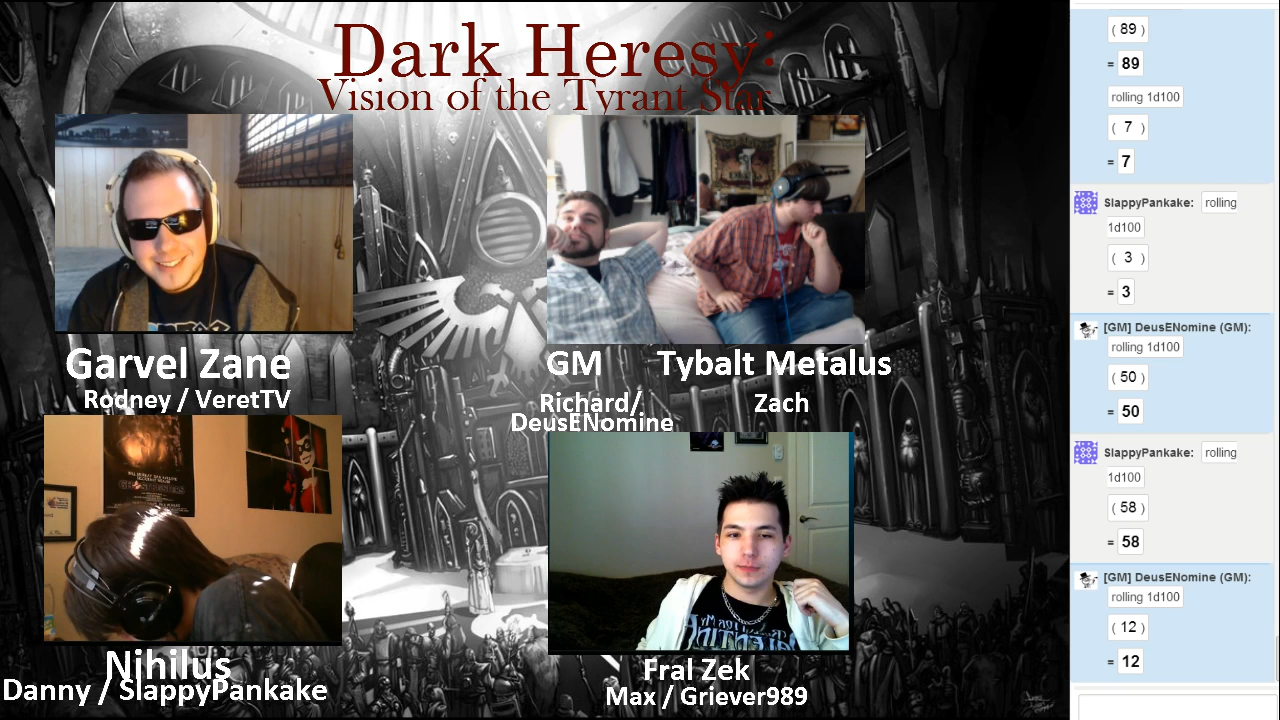 Dark Heresy:
Vision of the Tyrant Star
Garvel Zane
Rodney / VeretTV
GM
Richard/
DeusENomine
Tybalt Metalus
Zach
GHOSTBUSTERS
Nihilus
Danny / SlappyPankake
Fral Zek
Max / Griever989
( 89 )
= 89
rolling 1d100
( 7 )
= 7
SlappyPankake: rolling
1d100
( 3 )
= 3
[GM] DeusENomine (GM):
rolling 1d100
( 50 )
= 50
SlappyPankake: rolling
1d100
( 58 )
= 58
[GM] DeusENomine (GM):
rolling 1d100
( 12 )
= 12